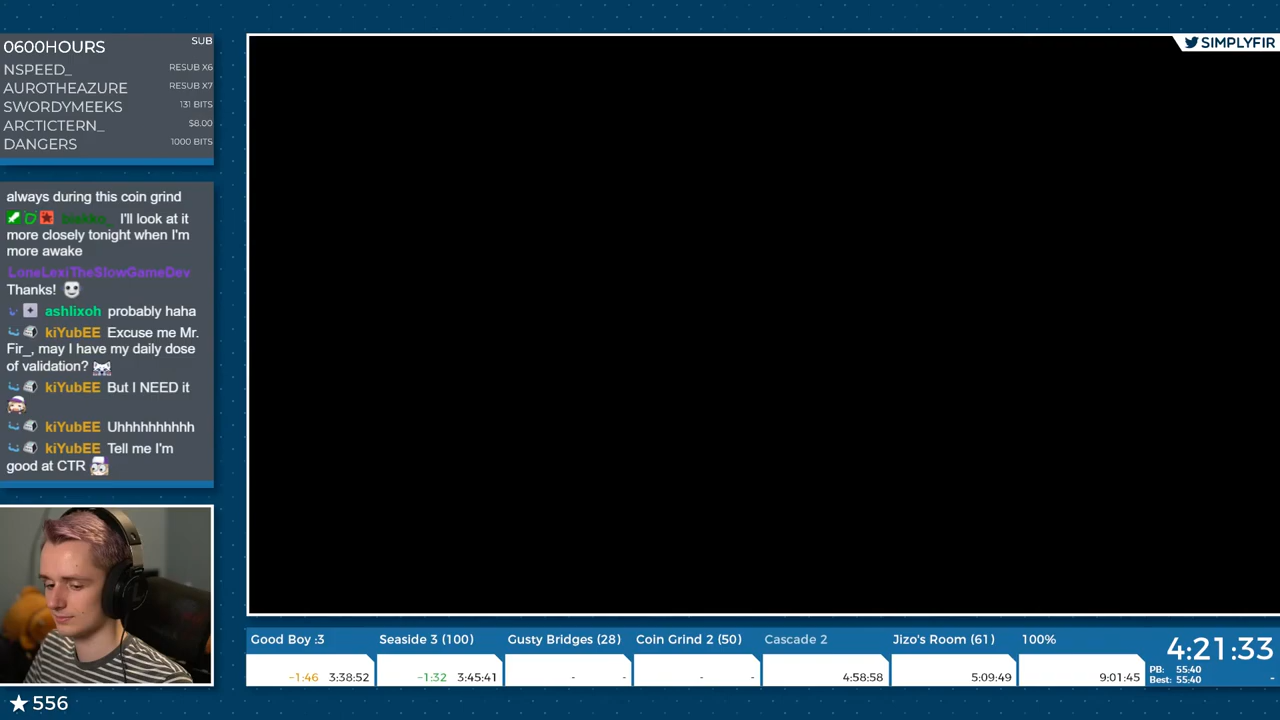 0600HOURS SUB
NSPEED_ RESUB X6
AUROTHEAZURE RESUB X7
SWORDYMEEKS 131 BITS
ARCTICTERN_ $8.00
DANGERS 1000 BITS
SIMPLYFIR
always during this coin grind
I'll look at it
more closely tonight when I'm
more awake
LoneLexiTheSlowGameDev
Thanks!
ashlixoh probably haha
kiYubEE Excuse me Mr.
Fir_, may I have my daily dose
of validation?
kiYubEE But I NEED it
kiYubEE Uhhhhhhhhh
kiYubEE Tell me I'm
good at CTR
Good Boy :3 Seaside 3 (100) Gusty Bridges (28) Coin Grind 2 (50) Cascade 2 Jizo's Room (61) 100%
−1:46 3:38:52 −1:32 3:45:41 - - - - 4:58:58 5:09:49 9:01:45
4:21:33
PB: 55:40
Best: 55:40 -
★ 556